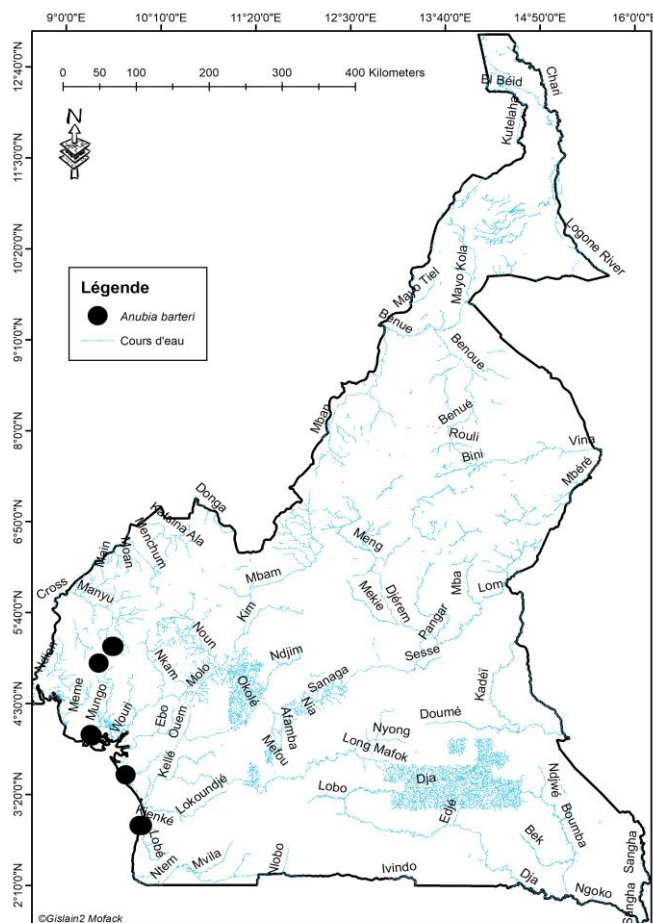 9°0'0"E 10°10'0"E 11°20'0"E 12°30'0"E 13°40'0"E 14°50'0"E 16°0'0"E
12°40'0"N
11°30'0"N
10°20'0"N
9°10'0"N
8°0'0"N
6°50'0"N
5°40'0"N
4°30'0"N
3°20'0"N
2°10'0"N
0 50 100 200 300 400 Kilometers
N
El Béid
Chari
Kutelaha
Logone River
Mayo Tiel
Mayo Kola
Légende
Anubia barteri
Cours d'eau
Bénue
Benoue
Mban
Benué
Rouli
Bini
Vina
Mbéré
Donga
Katsina Ala
Menchum
Moan
Main
Meng
Cross
Manyu
Mbam
Kim
Mekie
Djérem
Pangar
Mba
Lom
Ndian
Noun
Nkam
Molo
Ndjim
Sesse
Meme
Mungo
Wouri
Ebo
Ouem
Okolé
Sanaga
Nia
Afamba
Kadéï
Kellé
Melou
Nyong
Doumé
Long Mafok
Dja
Lokoundjé
Lobo
Edjé
Ndjwé
Kienké
Lobé
Bek
Boumba
Ntem
Mvila
Nlobo
Ivindo
Dja
Ngoko
Sangha
Sangha
©Gislain2 Mofack